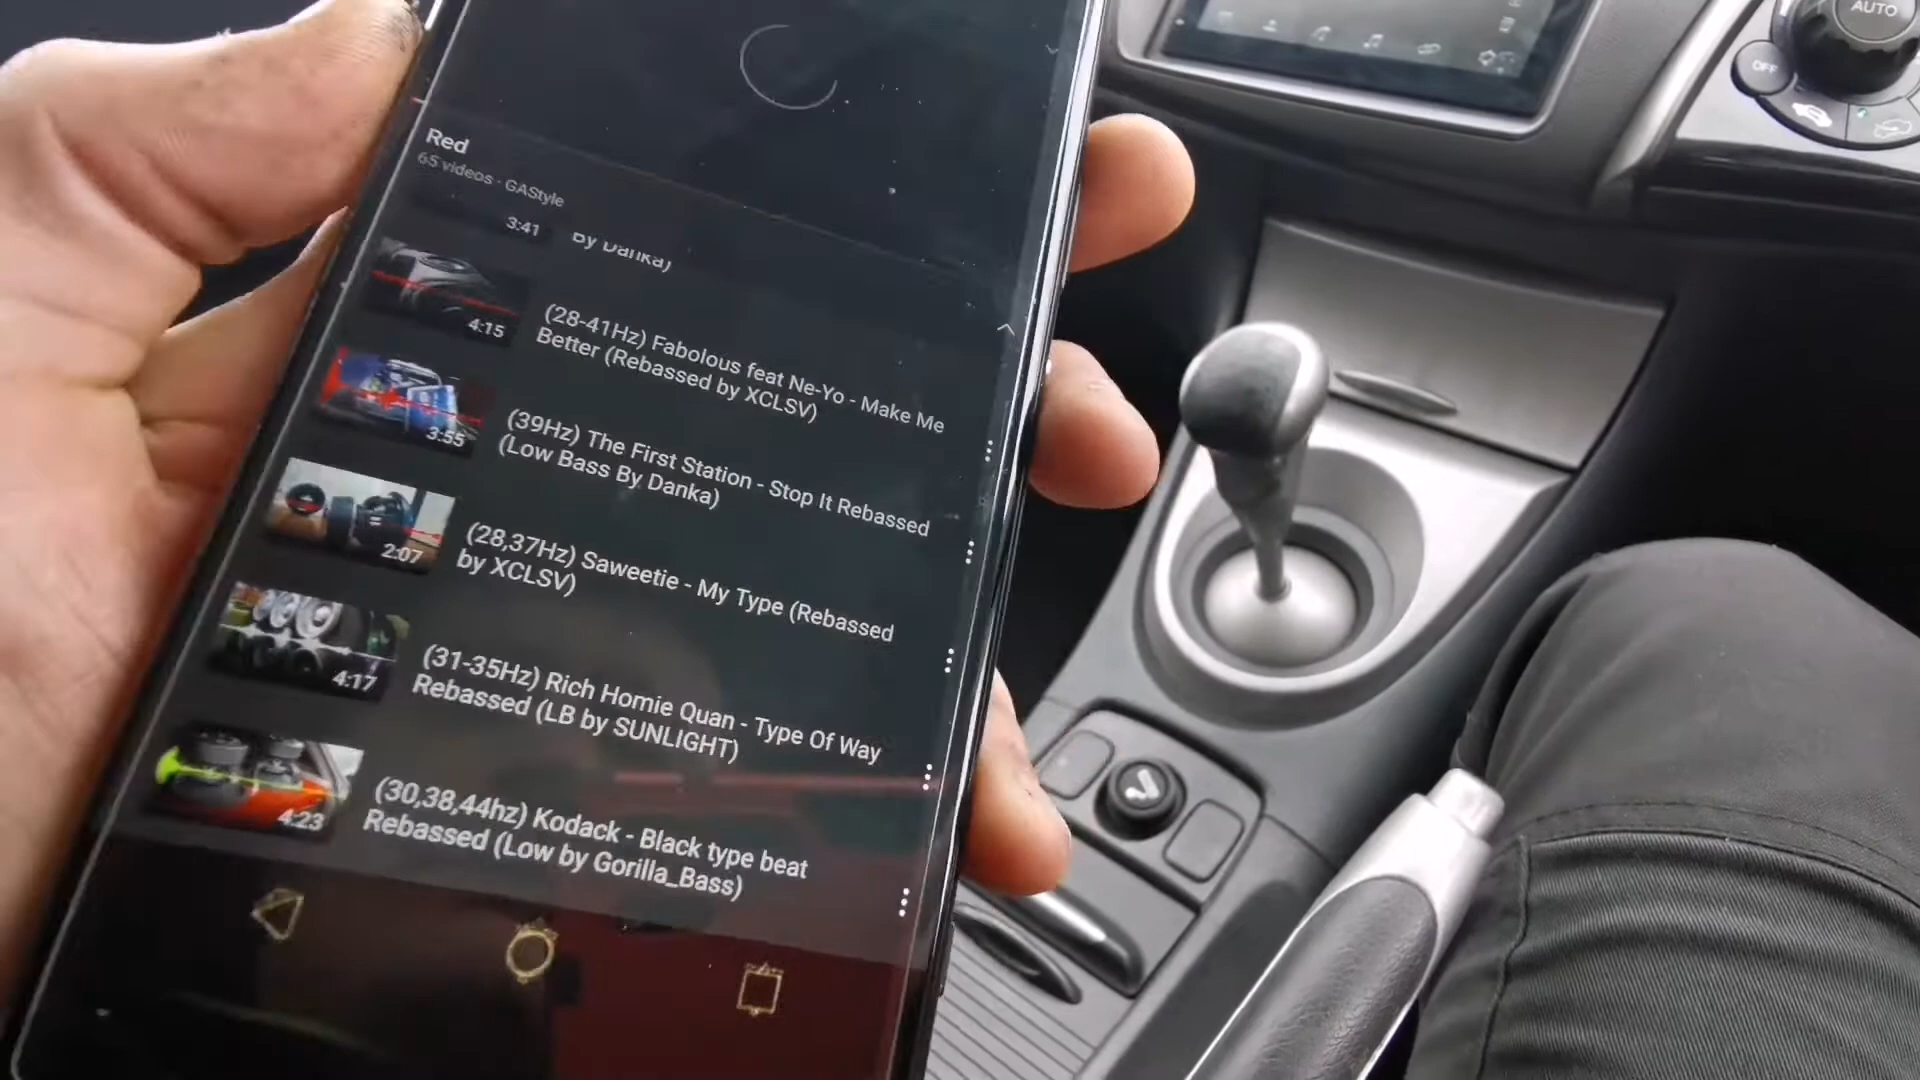 AUTO
OFF
Red
65 videos · GAStyle
3:41
By Danka)
4:15
(28-41Hz) Fabolous feat Ne-Yo - Make Me
Better (Rebassed by XCLSV)
3:55
(39Hz) The First Station - Stop It Rebassed
(Low Bass By Danka)
2:07
(28,37Hz) Saweetie - My Type (Rebassed
by XCLSV)
4:17
(31-35Hz) Rich Homie Quan - Type Of Way
Rebassed (LB by SUNLIGHT)
4:23
(30,38,44hz) Kodack - Black type beat
Rebassed (Low by Gorilla_Bass)